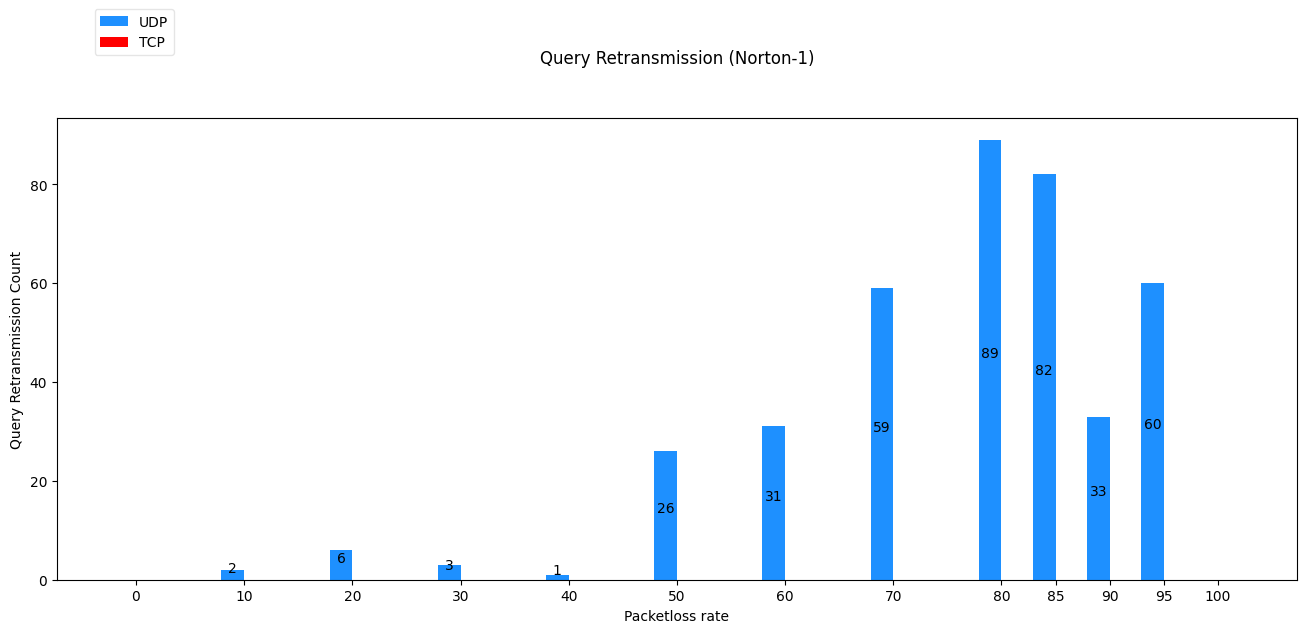 UDP
TCP
Query Retransmission (Norton-1)
Query Retransmission Count
80
60
40
20
0
2
6
3
1
26
31
59
89
82
33
60
0 10 20 30 40 50 60 70 80 85 90 95 100
Packetloss rate